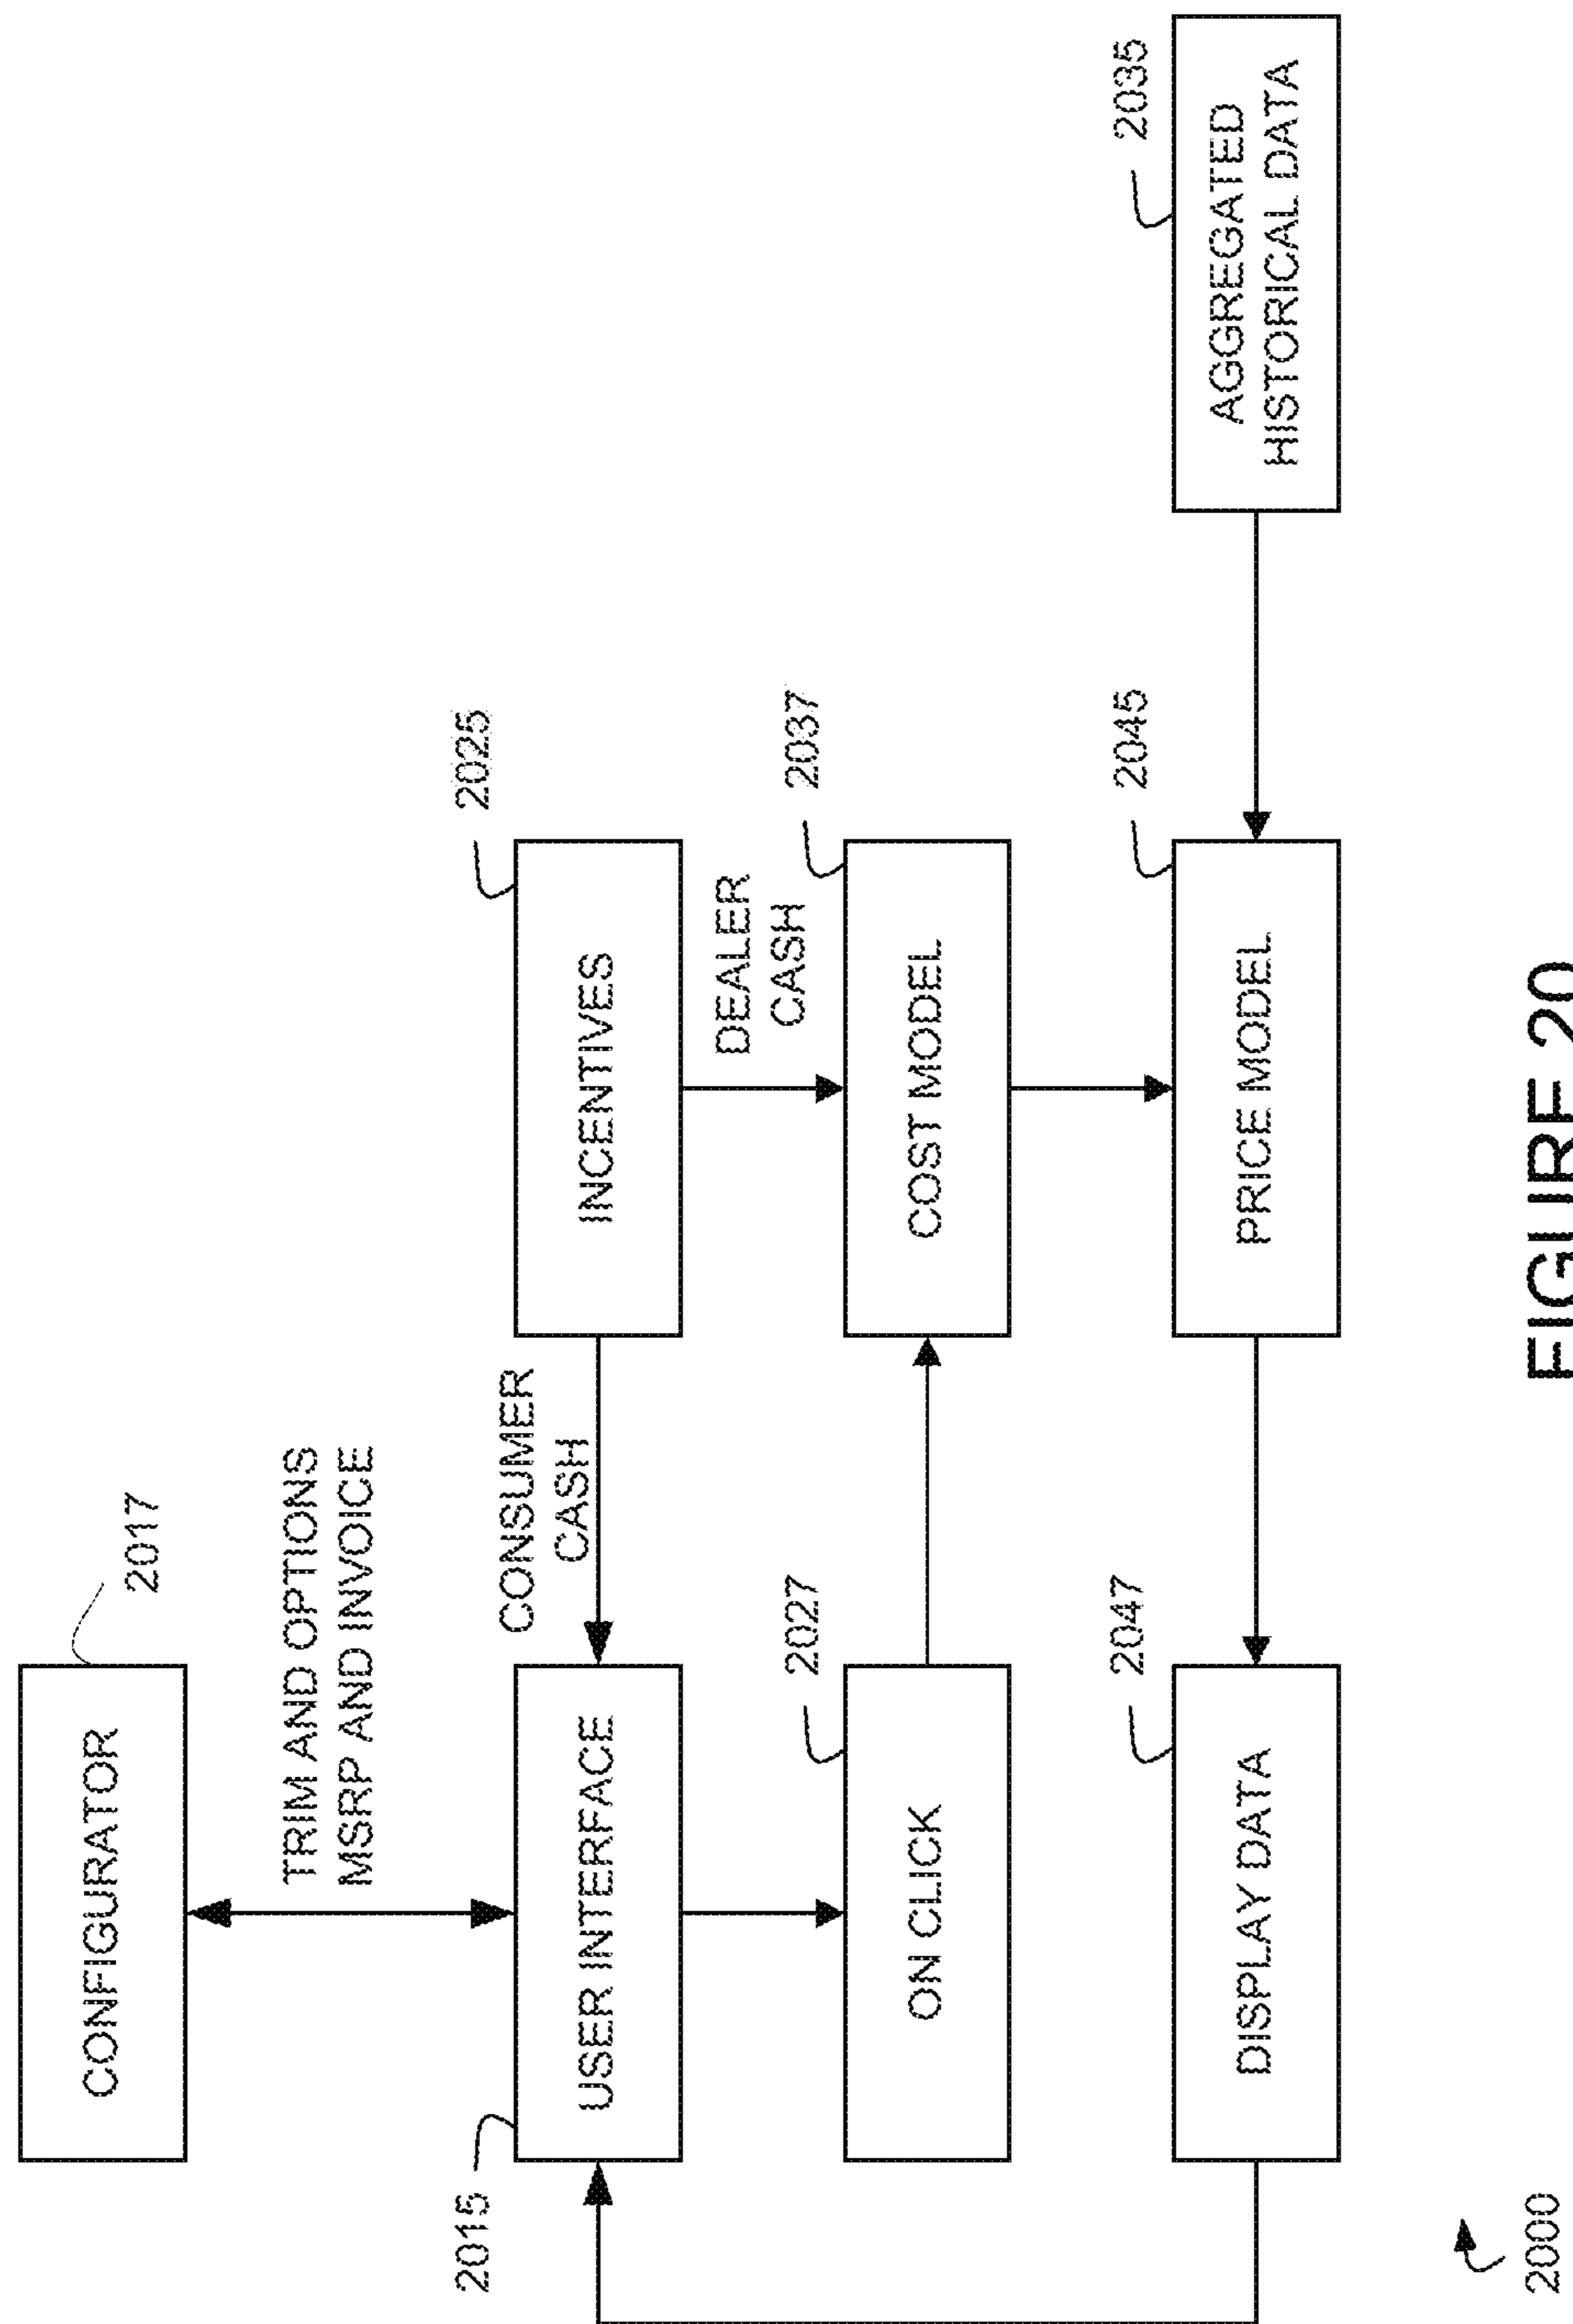 CONFIGURATOR
2017
TRIM AND OPTIONS
MSRP AND INVOICE
2015
USER INTERFACE
CONSUMER
CASH
INCENTIVES
2025
DEALER
CASH
ON CLICK
2027
COST MODEL
2037
DISPLAY DATA
2047
PRICE MODEL
2045
AGGREGATED
HISTORICAL DATA
2035
2000
FIGURE 20